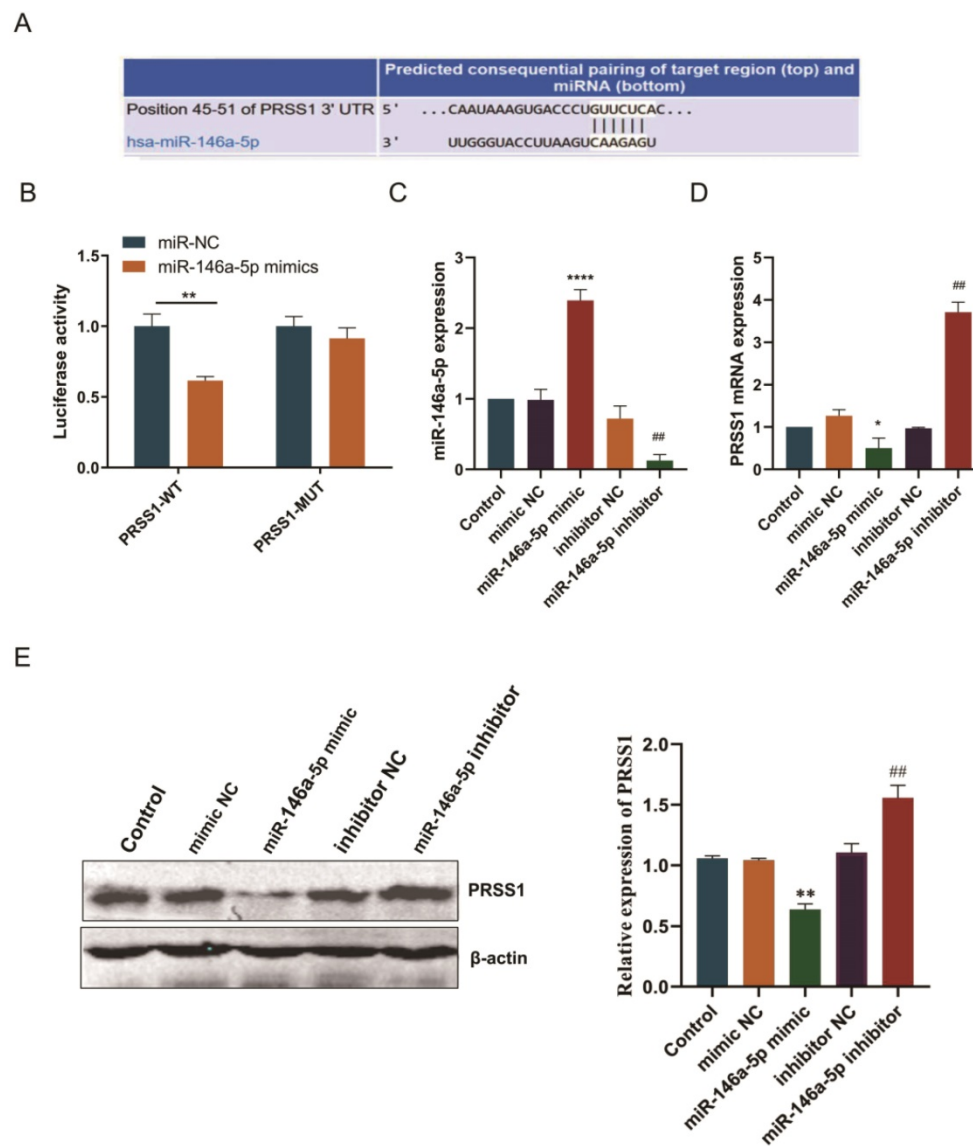 A
Predicted consequential pairing of target region (top) and
miRNA (bottom)
Position 45-51 of PRSS1 3' UTR 5' ...CAAUAAAGUGACCCUGUUCUCAC...
hsa-miR-146a-5p 3' UUGGGUACCUUAAGUCAAGAGU
B
miR-NC
miR-146a-5p mimics
Luciferase activity
1.5
1.0
0.5
0.0
**
PRSS1-WT
PRSS1-MUT
C
miR-146a-5p expression
3
2
1
0
****
##
Control
mimic NC
miR-146a-5p mimic
inhibitor NC
miR-146a-5p inhibitor
D
PRSS1 mRNA expression
6
4
2
1
0
*
##
Control
mimic NC
miR-146a-5p mimic
inhibitor NC
miR-146a-5p inhibitor
E
Control
mimic NC
miR-146a-5p mimic
inhibitor NC
miR-146a-5p inhibitor
PRSS1
β-actin
Relative expression of PRSS1
2.0
1.5
1.0
0.5
0.0
**
##
Control
mimic NC
miR-146a-5p mimic
inhibitor NC
miR-146a-5p inhibitor